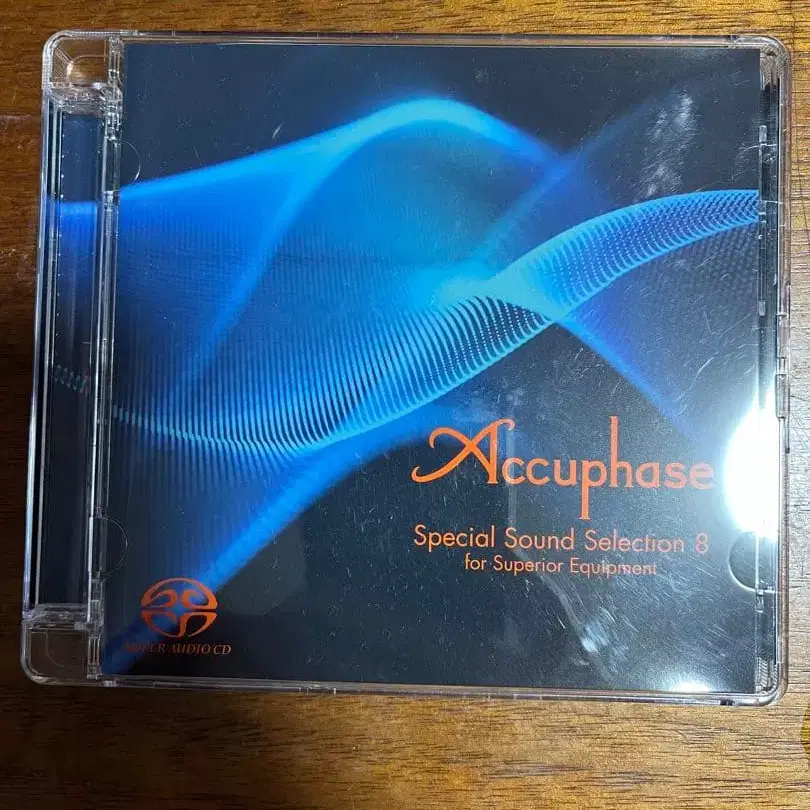 Accuphase
Special Sound Selection 8
for Superior Equipment
SUPER AUDIO CD